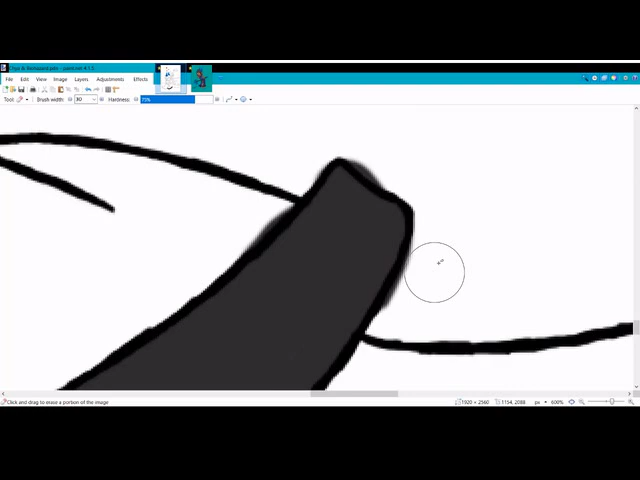 File Edit View Image Layers Adjustments Effects
Tool: Brush width: 30 Hardness: 75%
Click and drag to erase a portion of the image 1920 × 2560 1154, 2088 px 600%